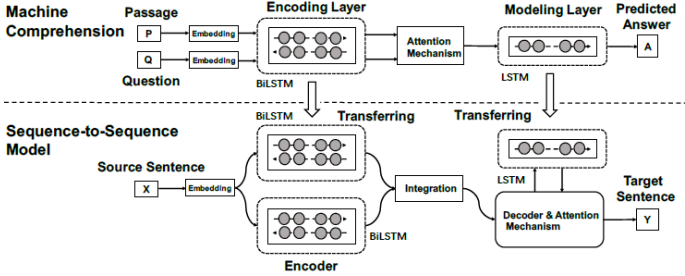 Machine
Comprehension
Passage
P
Embedding
Q
Embedding
Question
Encoding Layer
BiLSTM
Attention
Mechanism
Modeling Layer
LSTM
Predicted
Answer
A
BiLSTM
Transferring
Transferring
Sequence-to-Sequence
Model
Source Sentence
X
Embedding
BiLSTM
Encoder
Integration
LSTM
Decoder & Attention
Mechanism
Target
Sentence
Y